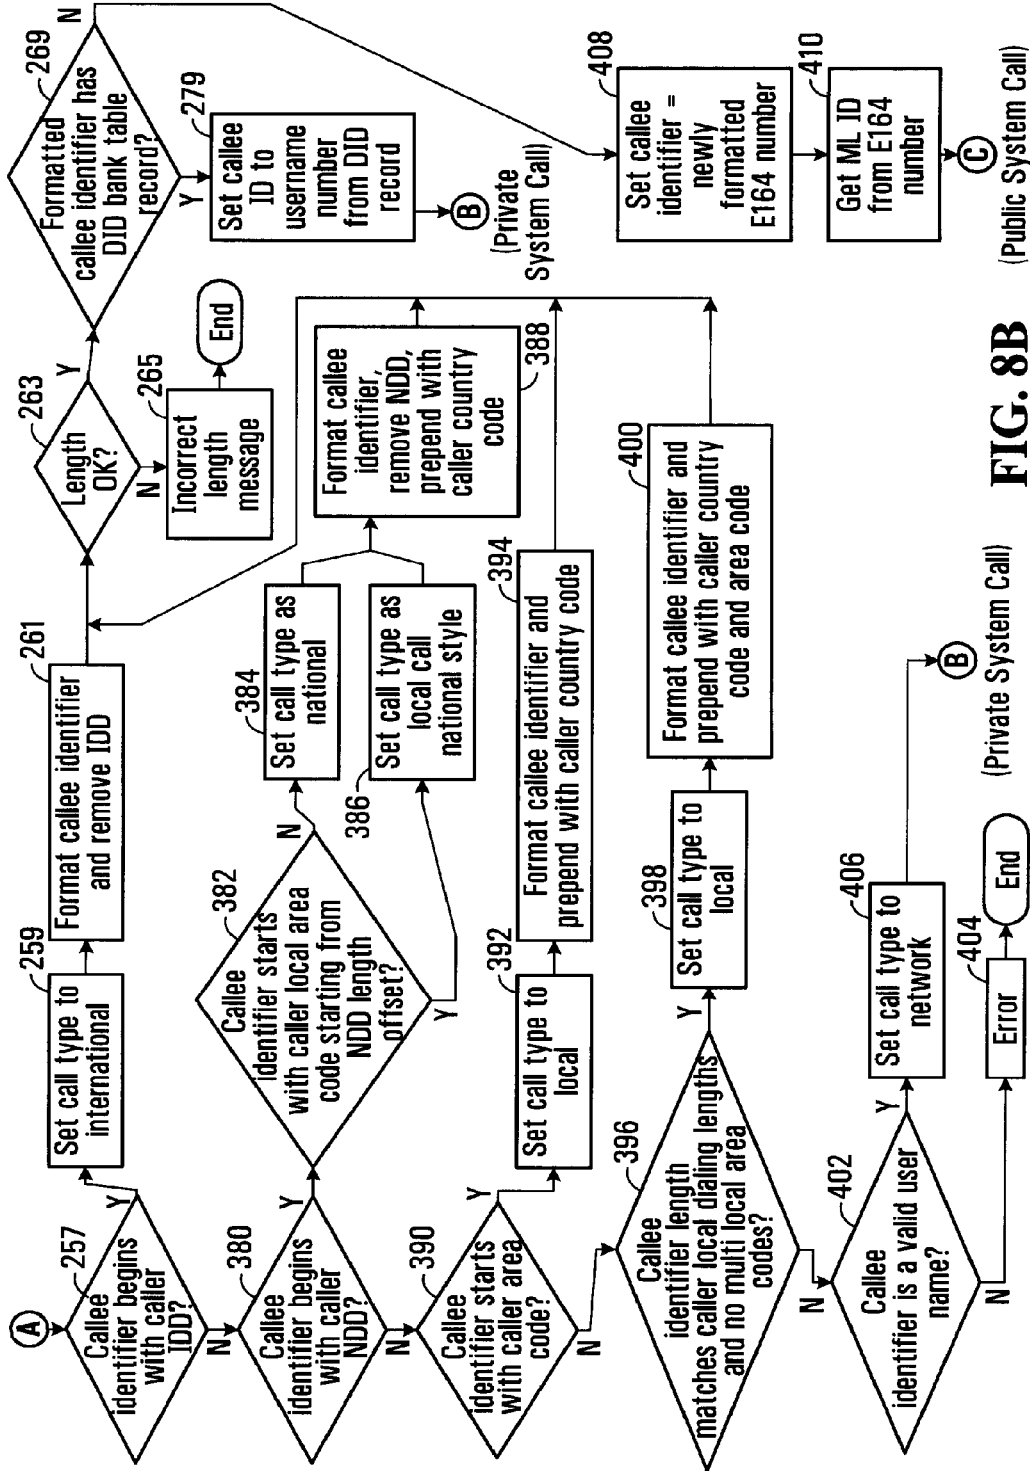 A
257
Callee
identifier begins
with caller
IDD?
Y
N
259
Set call type to
international
261
Format callee identifier
and remove IDD
263
Length
OK?
Y
N
265
Incorrect
length
message
End
269
Formatted
callee identifier has
DID bank table
record?
N
Y
279
Set callee
ID to
username
number
from DID
record
B
(Private
System Call)
380
Callee
identifier begins
with caller
NDD?
Y
N
382
Callee
identifier starts
with caller local area
code starting from
NDD length
offset?
N
Y
384
Set call type as
national
386
Set call type as
local call
national style
Format callee
identifier,
remove NDD,
prepend with
caller country
code
388
390
Callee
identifier starts
with caller area
code?
Y
N
392
Set call type to
local
394
Format callee identifier and
prepend with caller country code
396
Callee
identifier length
matches caller local dialing lengths
and no multi local area
codes?
Y
N
398
Set call type to
local
400
Format callee identifier and
prepend with caller country
code and area code
402
Callee
identifier is a valid user
name?
Y
N
406
Set call type to
network
B
(Private System Call)
404
Error
End
408
Set callee
identifier =
newly
formatted
E164 number
410
Get ML ID
from E164
number
C
(Public System Call)
FIG. 8B